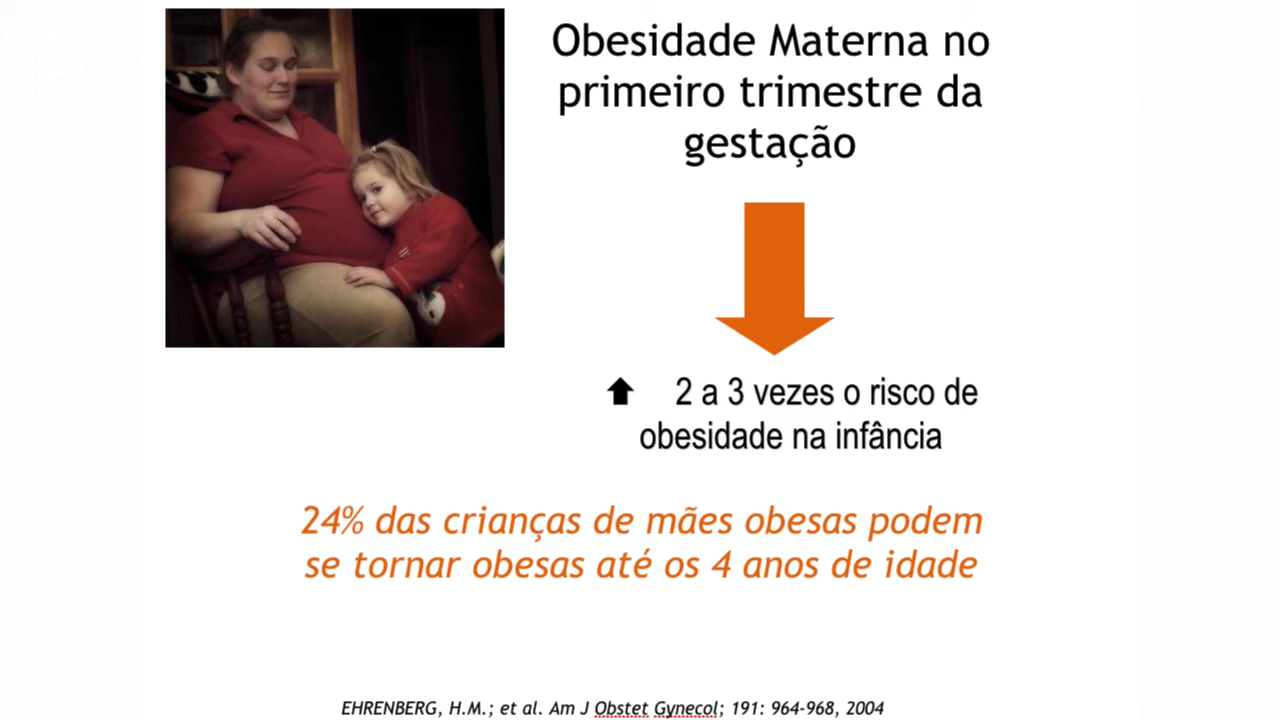 Tex
Obesidade Materna no
primeiro trimestre da
gestação
2 a 3 vezes o risco de
obesidade na infância
24% das crianças de mães obesas podem
se tornar obesas até os 4 anos de idade
EHRENBERG, H.M.; et al. Am J Obstet Gynecol; 191: 964-968, 2004